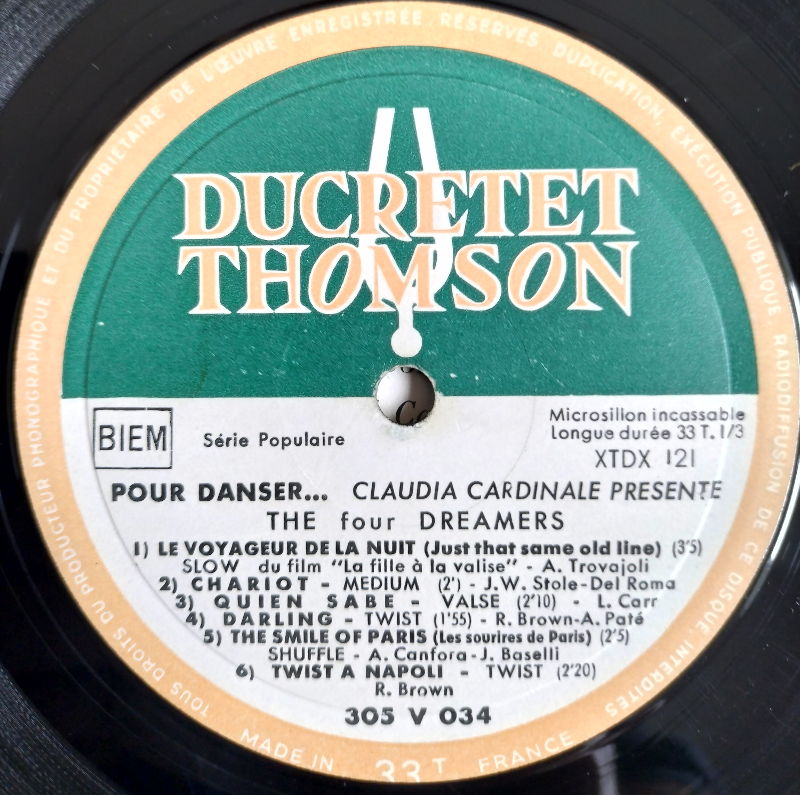 TOUS DROITS DU PRODUCTEUR PHONOGRAPHIQUE ET DU PROPRIÉTAIRE DE L'ŒUVRE ENREGISTRÉE RÉSERVÉS DUPLICATION, EXÉCUTION PUBLIQUE RADIODIFFUSION DE CE DISQUE INTERDITES
DUCRETET
THOMSON
BIEM
Série Populaire
Microsillon incassable
Longue durée 33 T. 1/3
XTDX 121
POUR DANSER... CLAUDIA CARDINALE PRESENTE
THE four DREAMERS
1) LE VOYAGEUR DE LA NUIT (Just that same old line) (3'5)
SLOW du film "La fille à la valise" - A. Trovajoli
2) CHARIOT - MEDIUM (2') - J.W. Stole-Del Roma
3) QUIEN SABE - VALSE (2'10) - L. Carr
4) DARLING - TWIST (1'55) - R. Brown-A. Paté
5) THE SMILE OF PARIS (Les sourires de Paris) (2'5)
SHUFFLE - A. Canfora-J. Baselli
6) TWIST A NAPOLI - TWIST (2'20)
R. Brown
305 V 034
MADE IN 33 T FRANCE